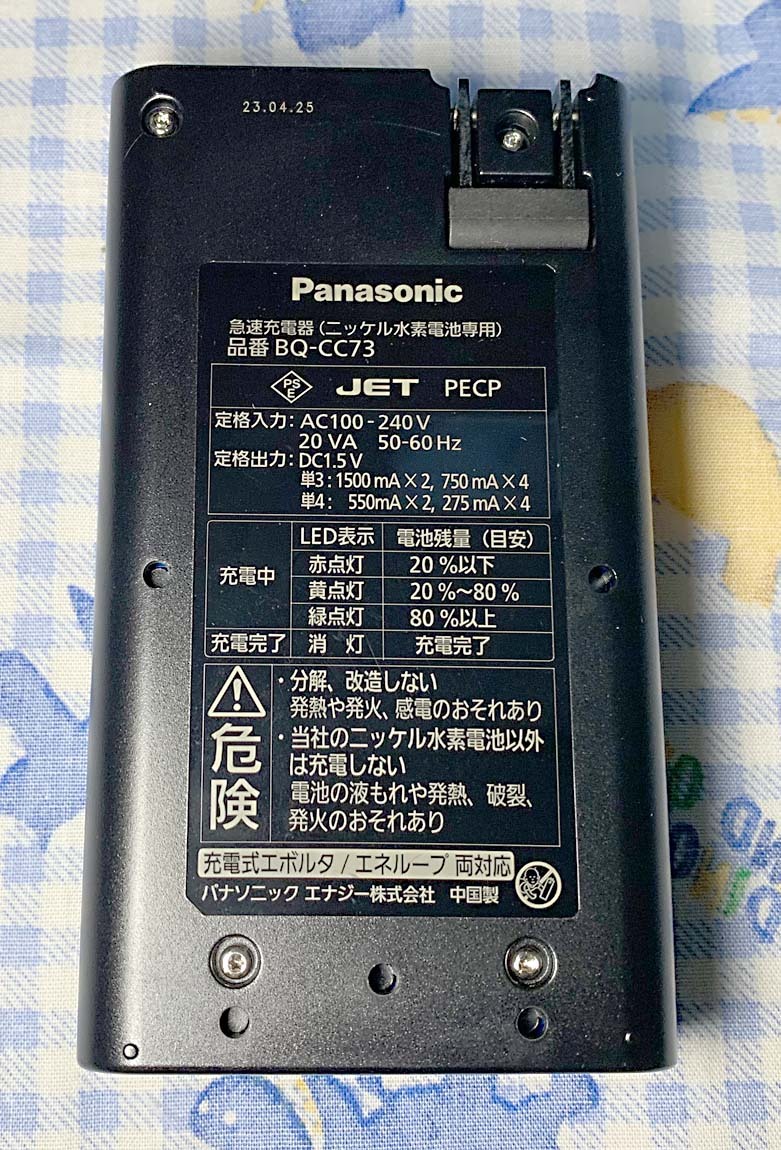 23.04.25
Panasonic
急速充電器(ニッケル水素電池専用)
品番 BQ-CC73
PS E JET PECP
定格入力: AC100-240V
20 VA 50-60 Hz
定格出力: DC1.5 V
単3: 1500 mA×2, 750 mA×4
単4: 550mA×2, 275 mA×4
LED表示 電池残量(目安)
充電中
赤点灯 20 %以下
黄点灯 20 %~80 %
緑点灯 80 %以上
充電完了 消 灯 充電完了
危険
・分解、改造しない
発熱や発火、感電のおそれあり
・当社のニッケル水素電池以外
は充電しない
電池の液もれや発熱、破裂、
発火のおそれあり
充電式エボルタ / エネループ 両対応
パナソニック エナジー株式会社 中国製